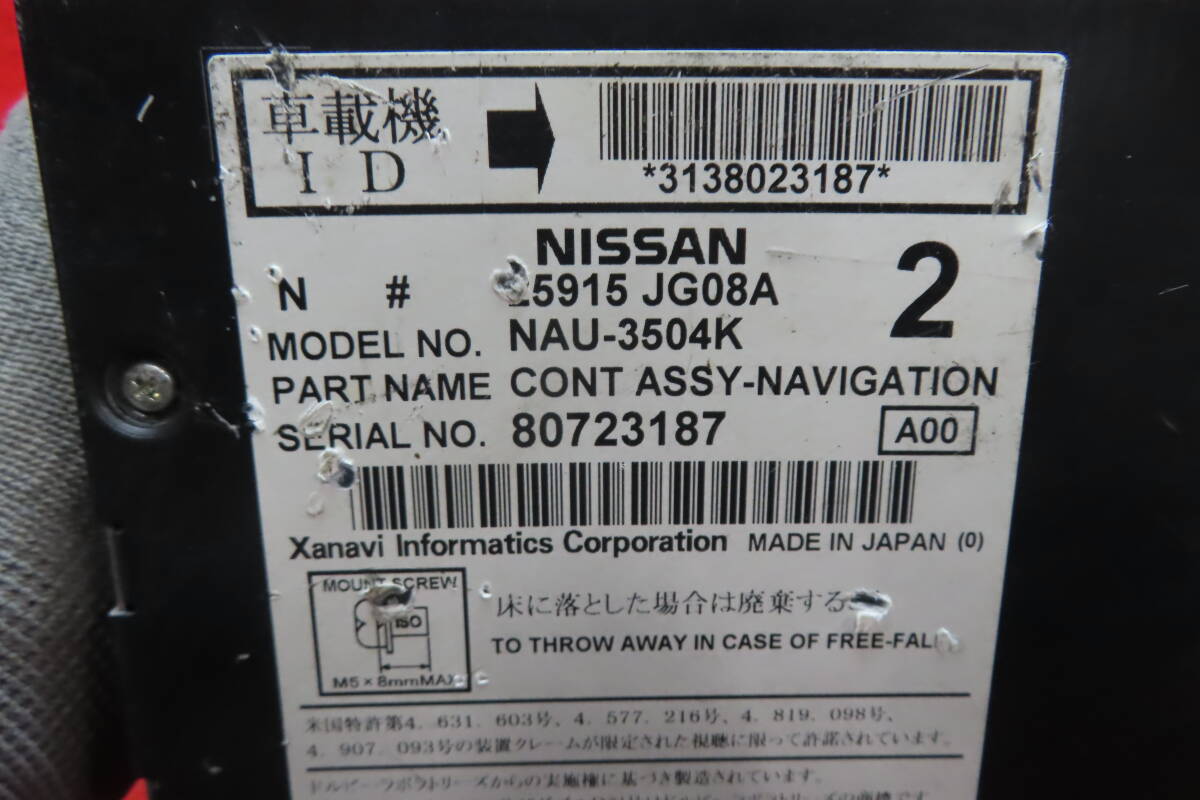 車載機
ID
*3138023187*
NISSAN
N # 5915 JG08A
2
MODEL NO. NAU-3504K
PART NAME CONT ASSY-NAVIGATION
SERIAL NO. 80723187
A00
Xanavi Informatics Corporation MADE IN JAPAN (0)
MOUNT SCREW
ISO
M5×8mmMAX
床に落とした場合は廃棄する
TO THROW AWAY IN CASE OF FREE-FALL
米国特許第4. 631. 603号、4. 577. 216号、4. 819. 098号、
4. 907. 093号の装置クレームが限定された視聴に限って許諾されています。
ドルビーラボラトリーズからの実施権に基づき製造されています。